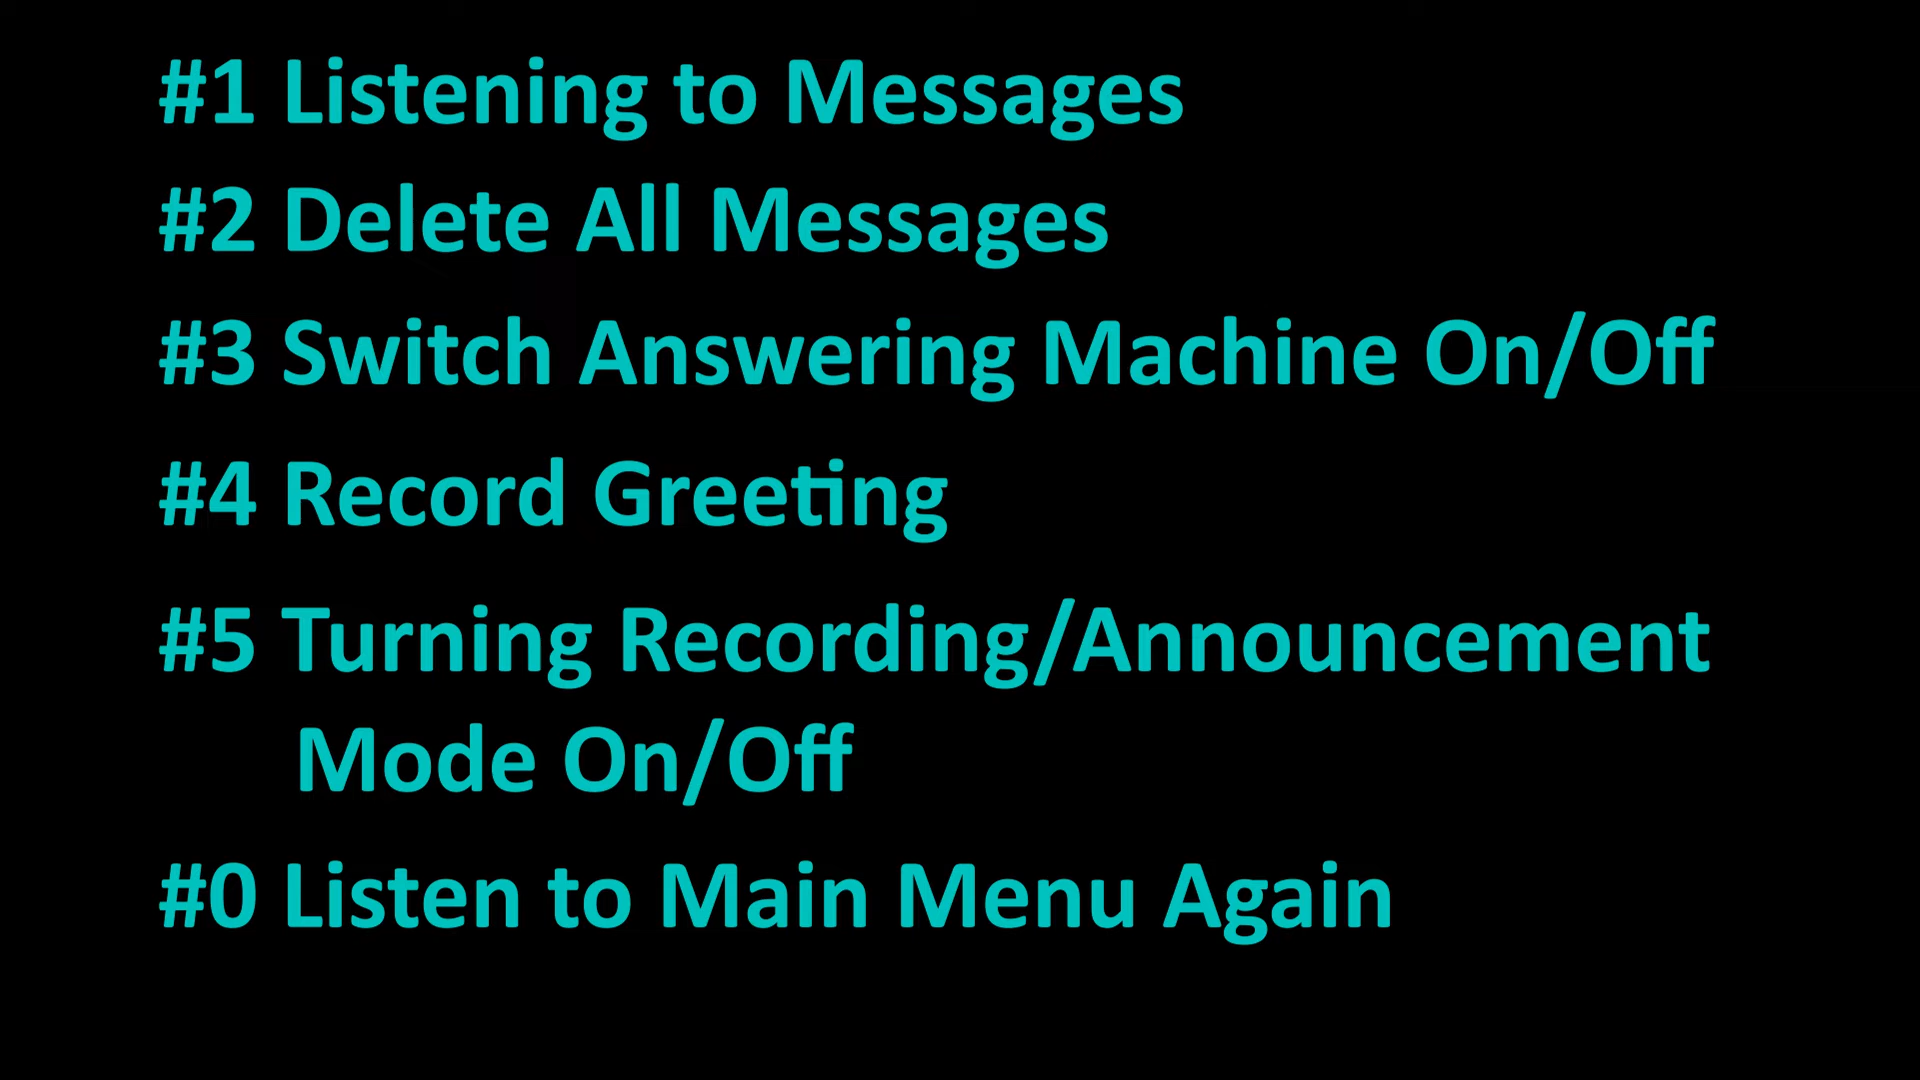 #1 Listening to Messages
#2 Delete All Messages
#3 Switch Answering Machine On/Off
#4 Record Greeting
#5 Turning Recording/Announcement
Mode On/Off
#0 Listen to Main Menu Again